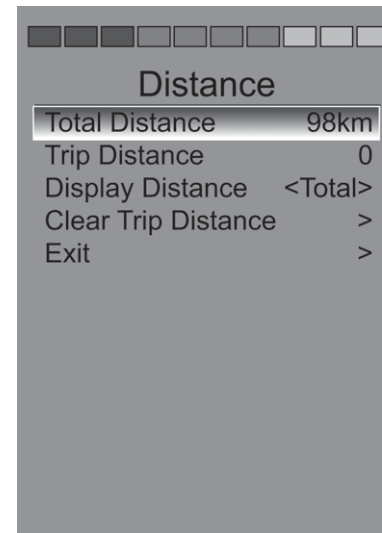 Distance
Total Distance 98km
Trip Distance 0
Display Distance <Total>
Clear Trip Distance >
Exit >